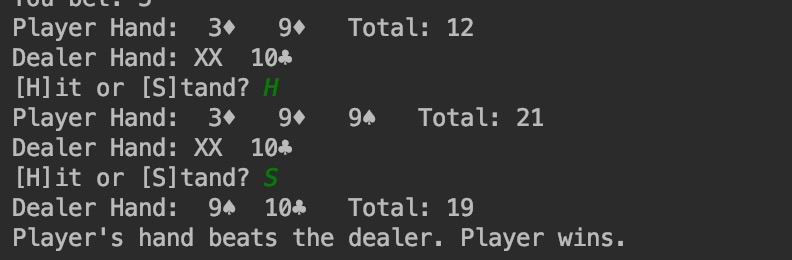 You bet: 5
Player Hand:  3♦   9♦   Total: 12
Dealer Hand: XX  10♣
[H]it or [S]tand? H
Player Hand:  3♦   9♦   9♠   Total: 21
Dealer Hand: XX  10♣
[H]it or [S]tand? S
Dealer Hand:  9♠  10♣   Total: 19
Player's hand beats the dealer. Player wins.